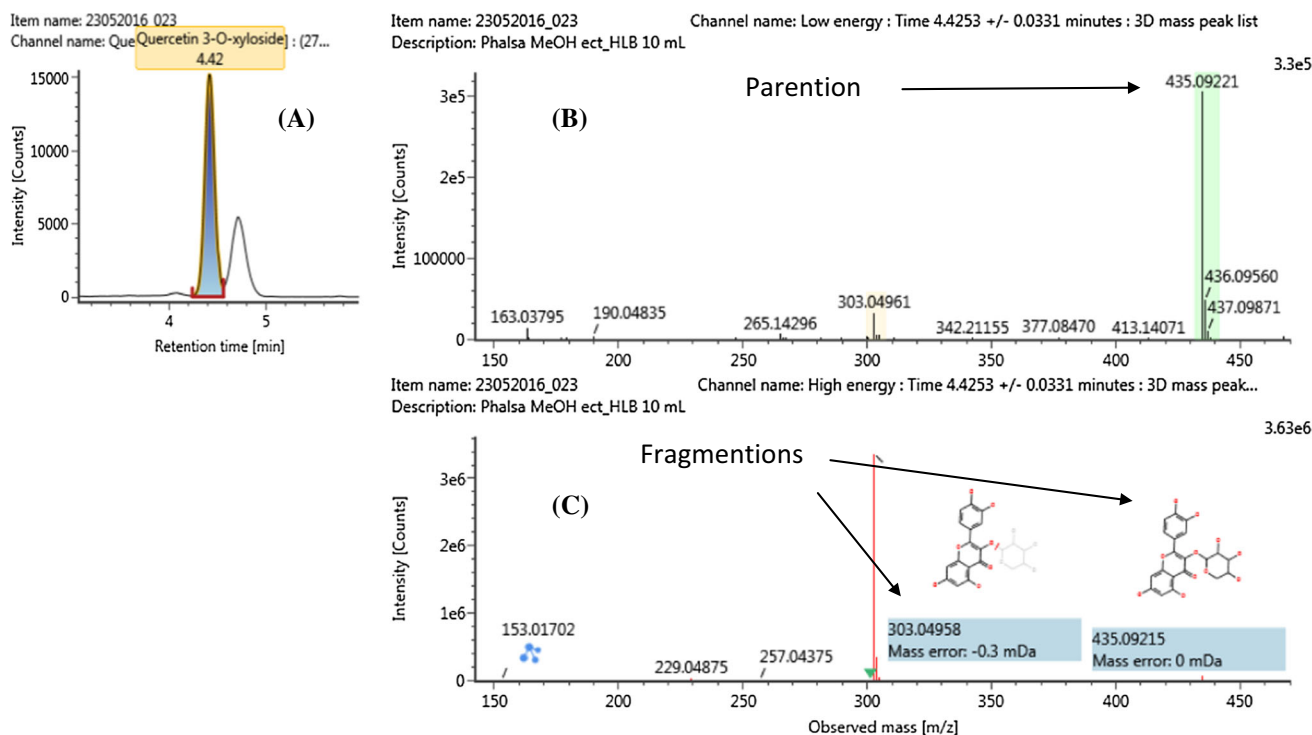 Item name: 23052016_023
Channel name: Que
Quercetin 3-O-xyloside] : (27...
4.42
15000
10000
5000
0
Intensity [Counts]
(A)
4
5
Retention time [min]
Item name: 23052016_023
Channel name: Low energy : Time 4.4253 +/- 0.0331 minutes : 3D mass peak list
Description: Phalsa MeOH ect_HLB 10 mL
3.3e5
Parention
435.09221
(B)
3e5
2e5
100000
0
Intensity [Counts]
436.09560
437.09871
303.04961
163.03795
190.04835
265.14296
342.21155
377.08470
413.14071
150
200
250
300
350
400
450
Item name: 23052016_023
Channel name: High energy : Time 4.4253 +/- 0.0331 minutes : 3D mass peak...
Description: Phalsa MeOH ect_HLB 10 mL
3.63e6
Fragmentions
(C)
3e6
2e6
1e6
0
Intensity [Counts]
153.01702
229.04875
257.04375
303.04958
Mass error: -0.3 mDa
435.09215
Mass error: 0 mDa
150
200
250
300
350
400
450
Observed mass [m/z]